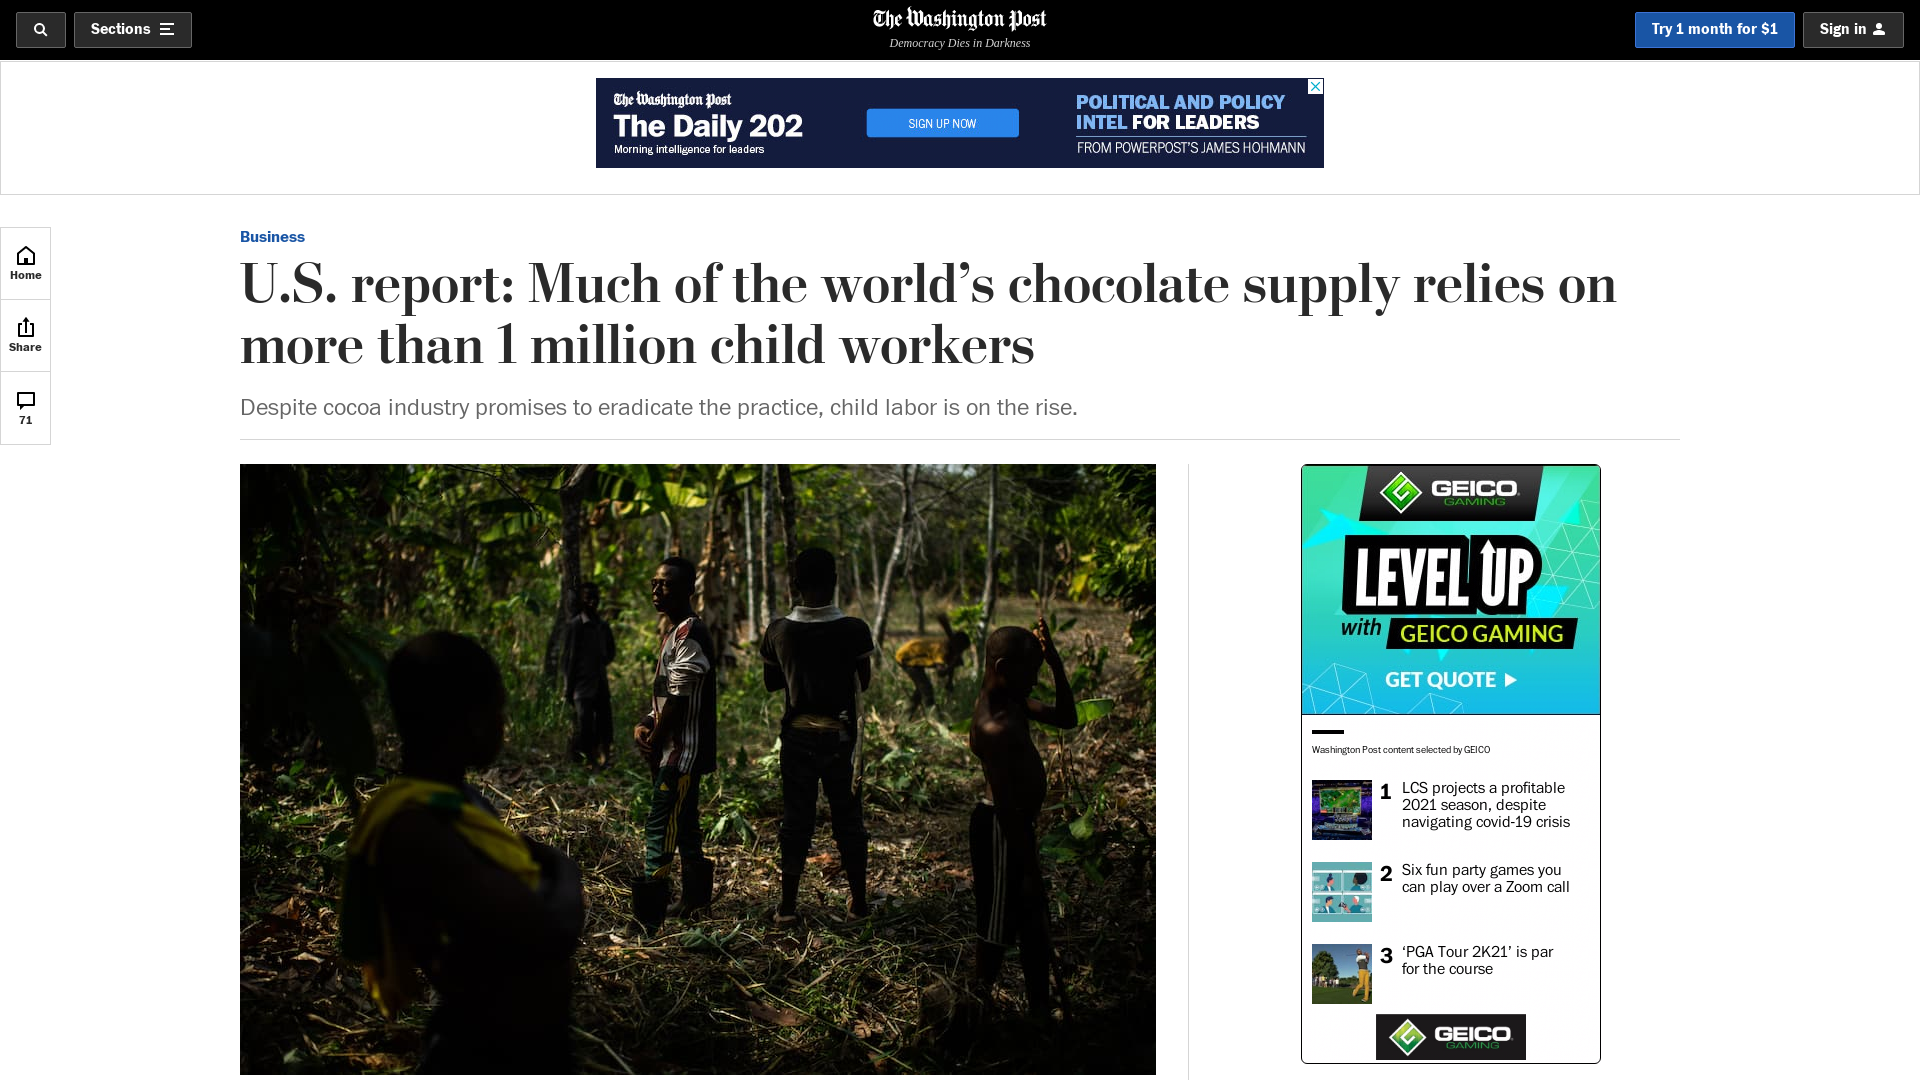 Sections
The Washington Post
Democracy Dies in Darkness
Try 1 month for $1
Sign in
The Washington Post
The Daily 202
Morning intelligence for leaders
SIGN UP NOW
POLITICAL AND POLICY
INTEL FOR LEADERS
FROM POWERPOST'S JAMES HOHMANN
Home
Share
71
Business
U.S. report: Much of the world’s chocolate supply relies on
more than 1 million child workers
Despite cocoa industry promises to eradicate the practice, child labor is on the rise.
GEICO
GAMING
LEVEL UP
with GEICO GAMING
GET QUOTE
Washington Post content selected by GEICO
1 LCS projects a profitable
2021 season, despite
navigating covid-19 crisis
2 Six fun party games you
can play over a Zoom call
3 ‘PGA Tour 2K21’ is par
for the course
GEICO
GAMING